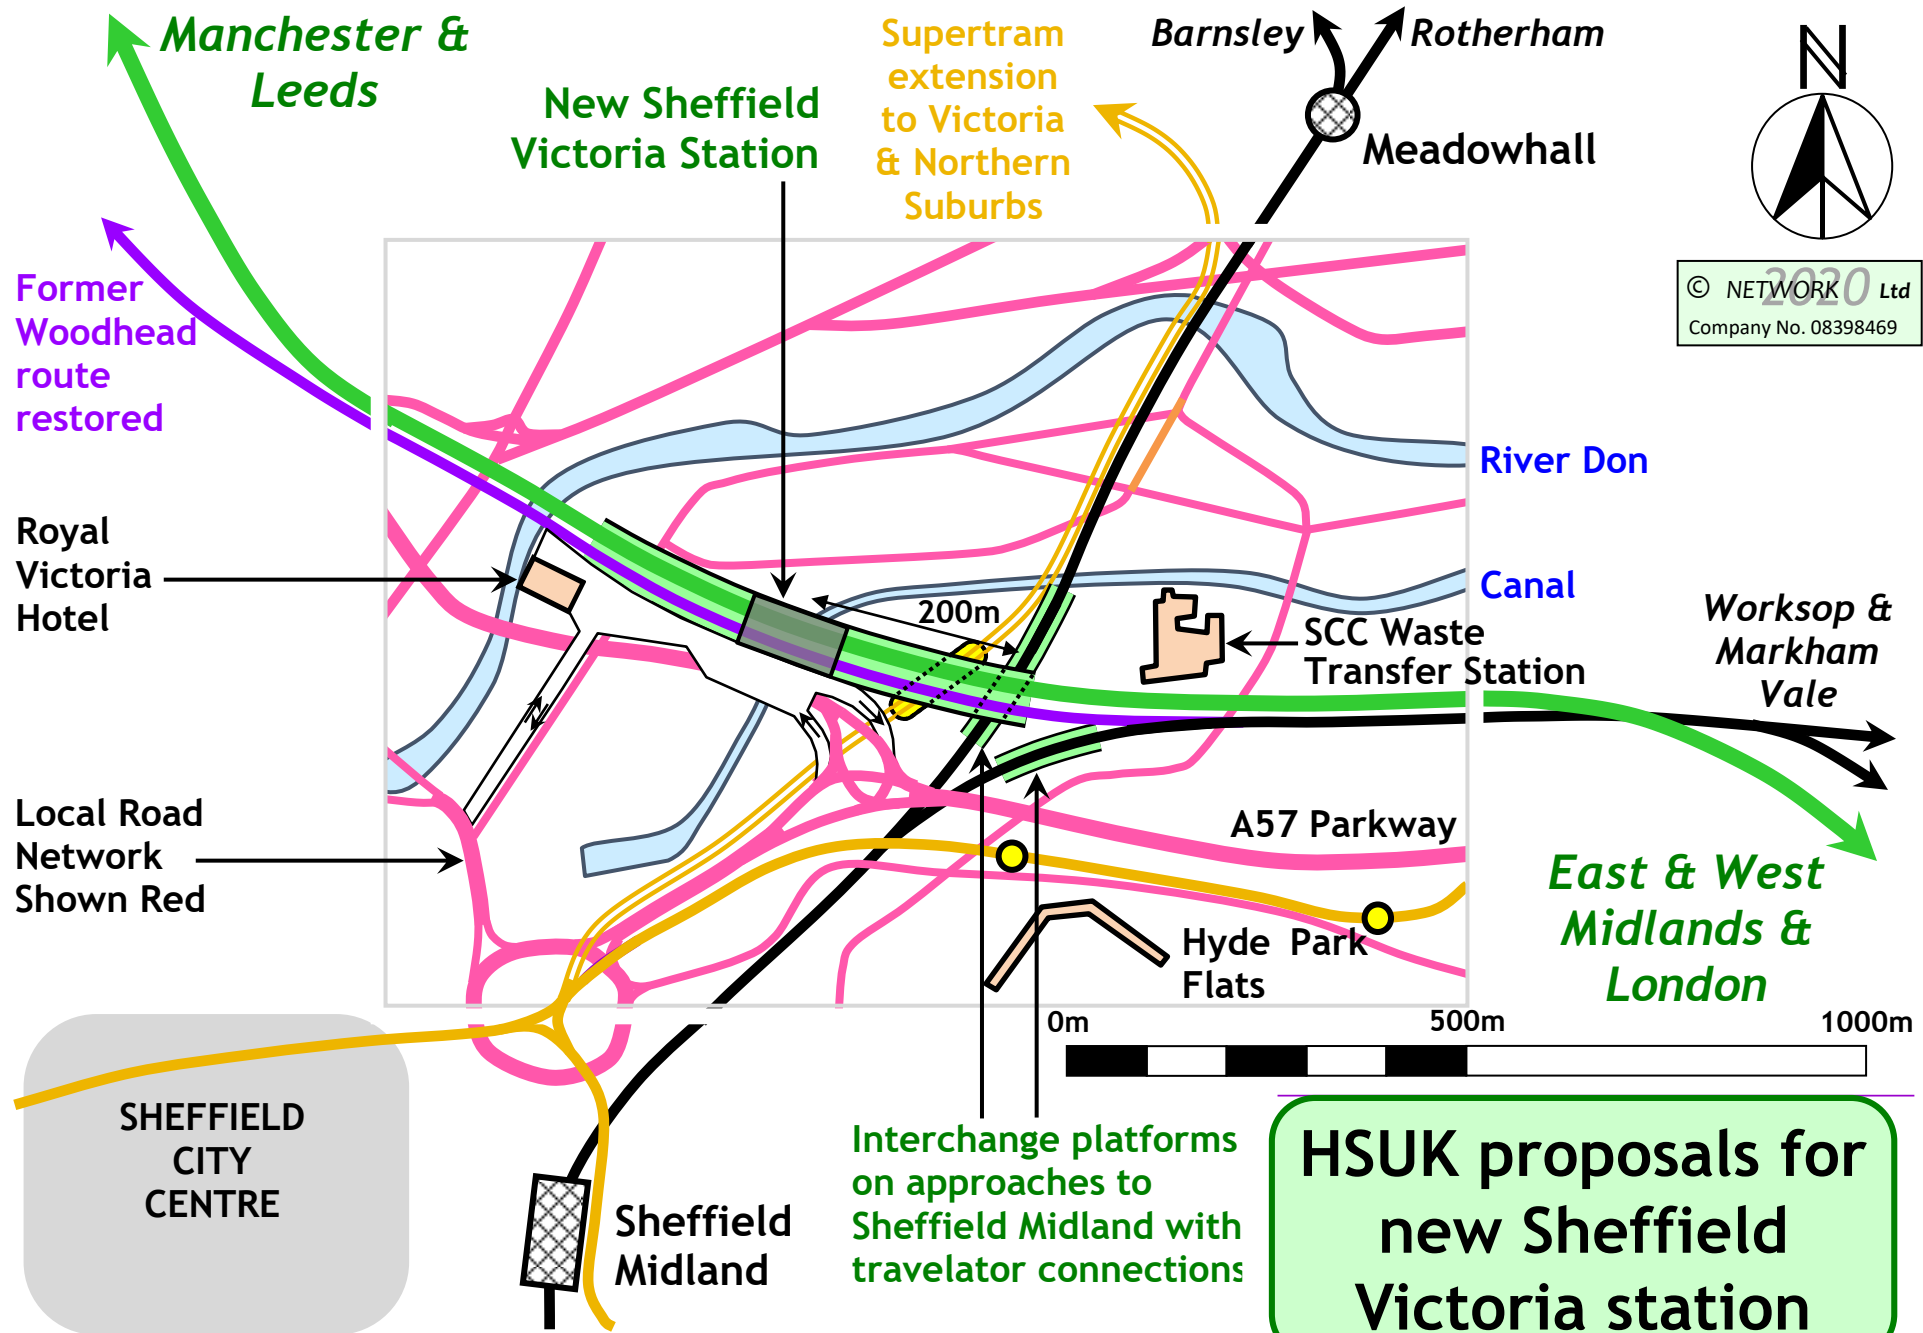 Manchester &
Leeds
New Sheffield
Victoria Station
Supertram
extension
to Victoria
& Northern
Suburbs
Barnsley
Rotherham
Meadowhall
N
© NETWORK 2020 Ltd
Company No. 08398469
Former
Woodhead
route
restored
River Don
Royal
Victoria
Hotel
Canal
200m
SCC Waste
Transfer Station
Worksop &
Markham
Vale
Local Road
Network
Shown Red
A57 Parkway
East & West
Midlands &
London
Hyde Park
Flats
0m
500m
1000m
SHEFFIELD
CITY
CENTRE
Sheffield
Midland
Interchange platforms
on approaches to
Sheffield Midland with
travelator connections
HSUK proposals for
new Sheffield
Victoria station